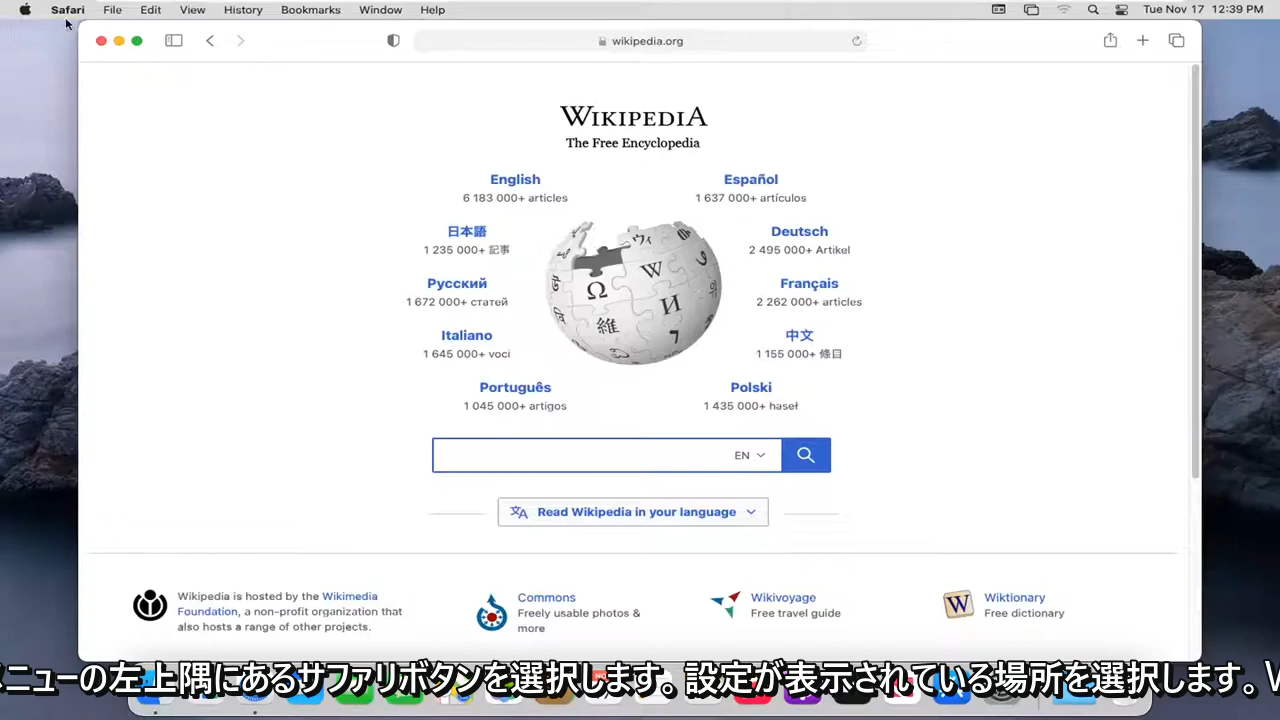 Safari File Edit View History Bookmarks Window Help Tue Nov 17 12:39 PM
wikipedia.org
WIKIPEDIA
The Free Encyclopedia
English
6 183 000+ articles
Español
1 637 000+ artículos
日本語
1 235 000+ 記事
Deutsch
2 495 000+ Artikel
Русский
1 672 000+ статей
Français
2 262 000+ articles
Italiano
1 645 000+ voci
中文
1 155 000+ 條目
Português
1 045 000+ artigos
Polski
1 435 000+ haseł
Ω
W
И
維
ウィ
7
EN
Read Wikipedia in your language
Wikipedia is hosted by the Wikimedia
Foundation, a non-profit organization that
also hosts a range of other projects.
Commons
Freely usable photos &
more
Wikivoyage
Free travel guide
W
Wiktionary
Free dictionary
メニューの左上隅にあるサファリボタンを選択します。設定が表示されている場所を選択します。